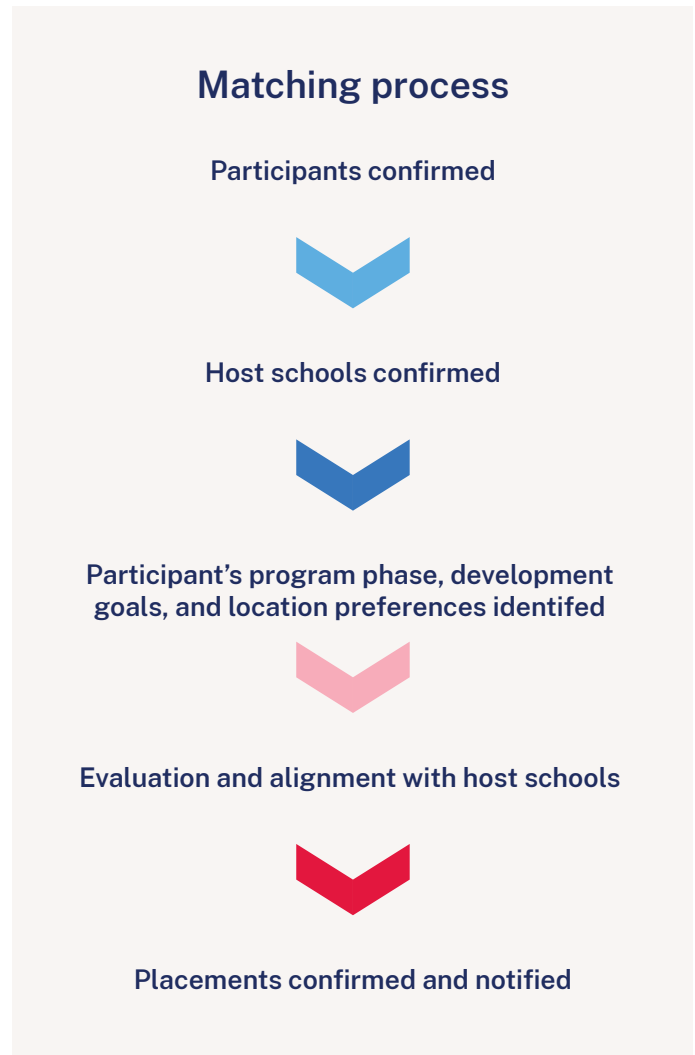 Matching process
Participants confirmed
Host schools confirmed
Participant’s program phase, development
goals, and location preferences identifed
Evaluation and alignment with host schools
Placements confirmed and notified